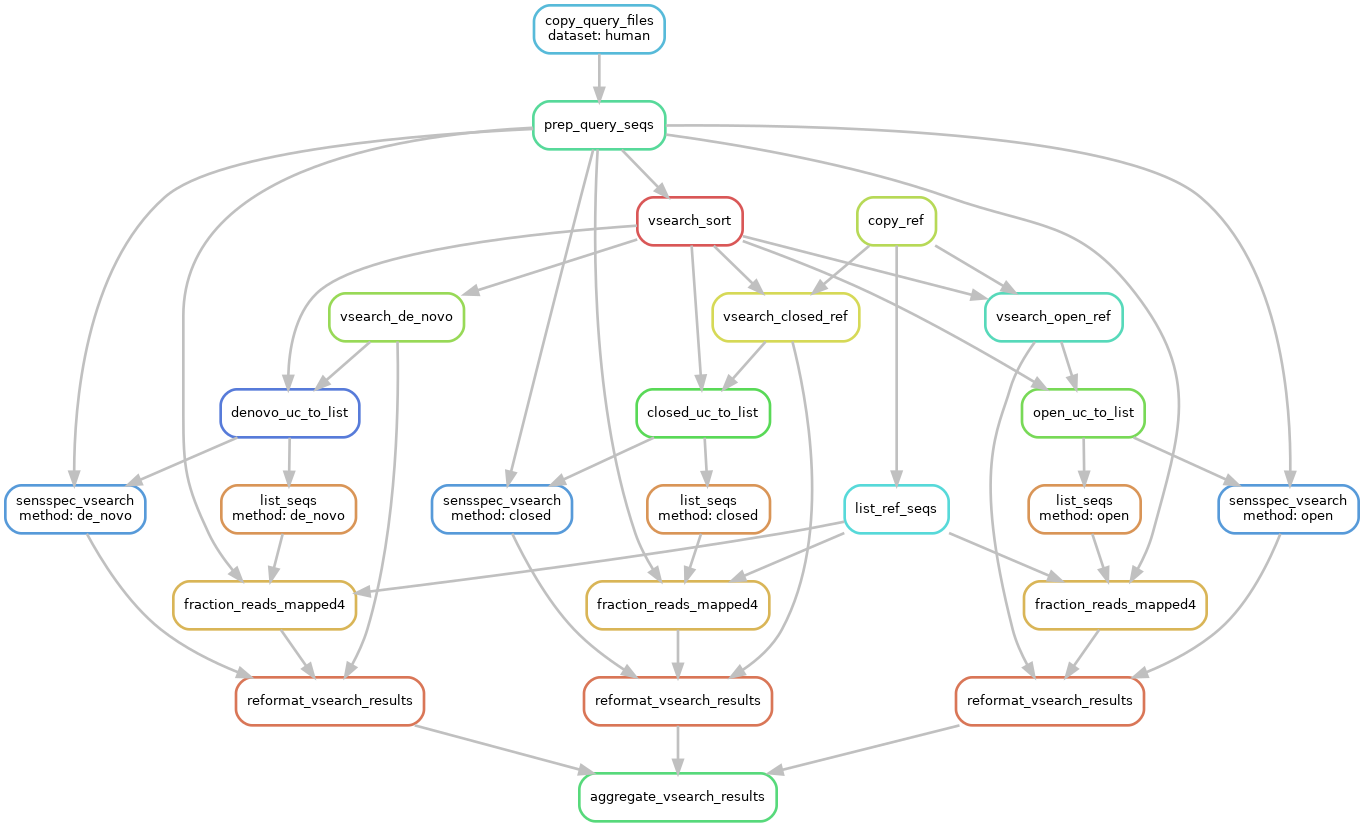 copy_query_files
dataset: human
prep_query_seqs
vsearch_sort
copy_ref
vsearch_de_novo
vsearch_closed_ref
vsearch_open_ref
denovo_uc_to_list
closed_uc_to_list
open_uc_to_list
sensspec_vsearch
method: de_novo
list_seqs
method: de_novo
sensspec_vsearch
method: closed
list_seqs
method: closed
list_ref_seqs
list_seqs
method: open
sensspec_vsearch
method: open
fraction_reads_mapped4
fraction_reads_mapped4
fraction_reads_mapped4
reformat_vsearch_results
reformat_vsearch_results
reformat_vsearch_results
aggregate_vsearch_results